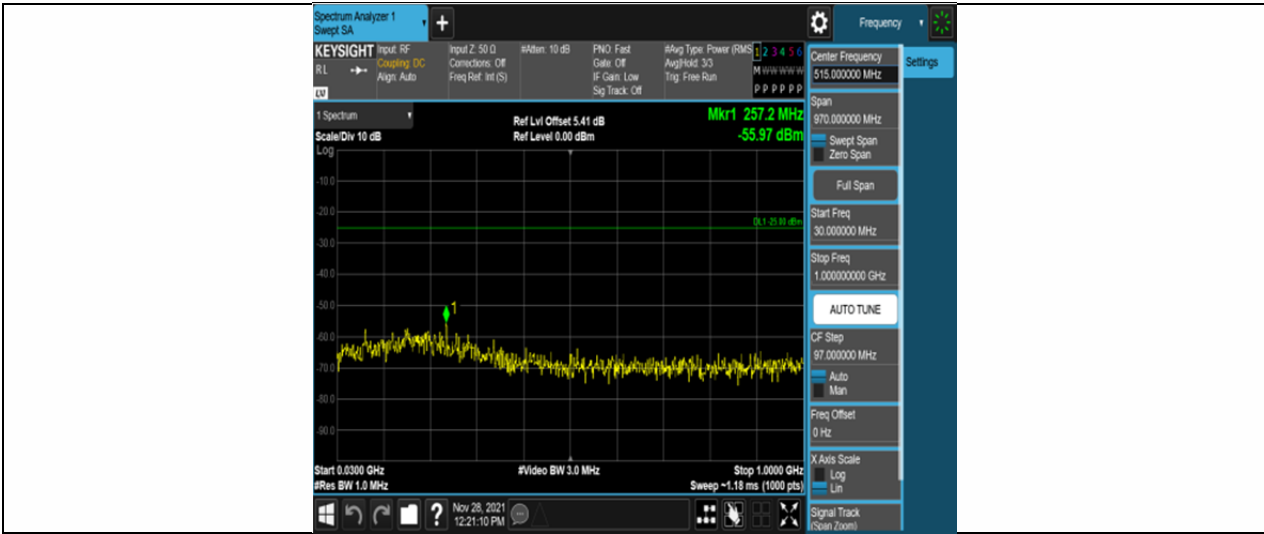 Spectrum Analyzer 1
Swept SA
+
Frequency
KEYSIGHT
RL
LV
Input: RF
Coupling: DC
Align: Auto
Input Z: 50 Ω
Corrections: Off
Freq Ref: Int (S)
#Atten: 10 dB
PNO: Fast
Gate: Off
IF Gain: Low
Sig Track: Off
#Avg Type: Power (RMS
Avg|Hold: 3/3
Trig: Free Run
1 2 3 4 5 6
M W W W W W
P P P P P P
1 Spectrum
Scale/Div 10 dB
Ref Lvl Offset 5.41 dB
Ref Level 0.00 dBm
Mkr1 257.2 MHz
-55.97 dBm
Log
-10.0
-20.0
DL1 -25.00 dBm
-30.0
-40.0
-50.0
1
-60.0
-70.0
-80.0
-90.0
Start 0.0300 GHz
#Res BW 1.0 MHz
#Video BW 3.0 MHz
Stop 1.0000 GHz
Sweep ~1.18 ms (1000 pts)
?
Nov 28, 2021
12:21:10 PM
Center Frequency
515.000000 MHz
Settings
Span
970.000000 MHz
Swept Span
Zero Span
Full Span
Start Freq
30.000000 MHz
Stop Freq
1.000000000 GHz
AUTO TUNE
CF Step
97.000000 MHz
Auto
Man
Freq Offset
0 Hz
X Axis Scale
Log
Lin
Signal Track
(Span Zoom)